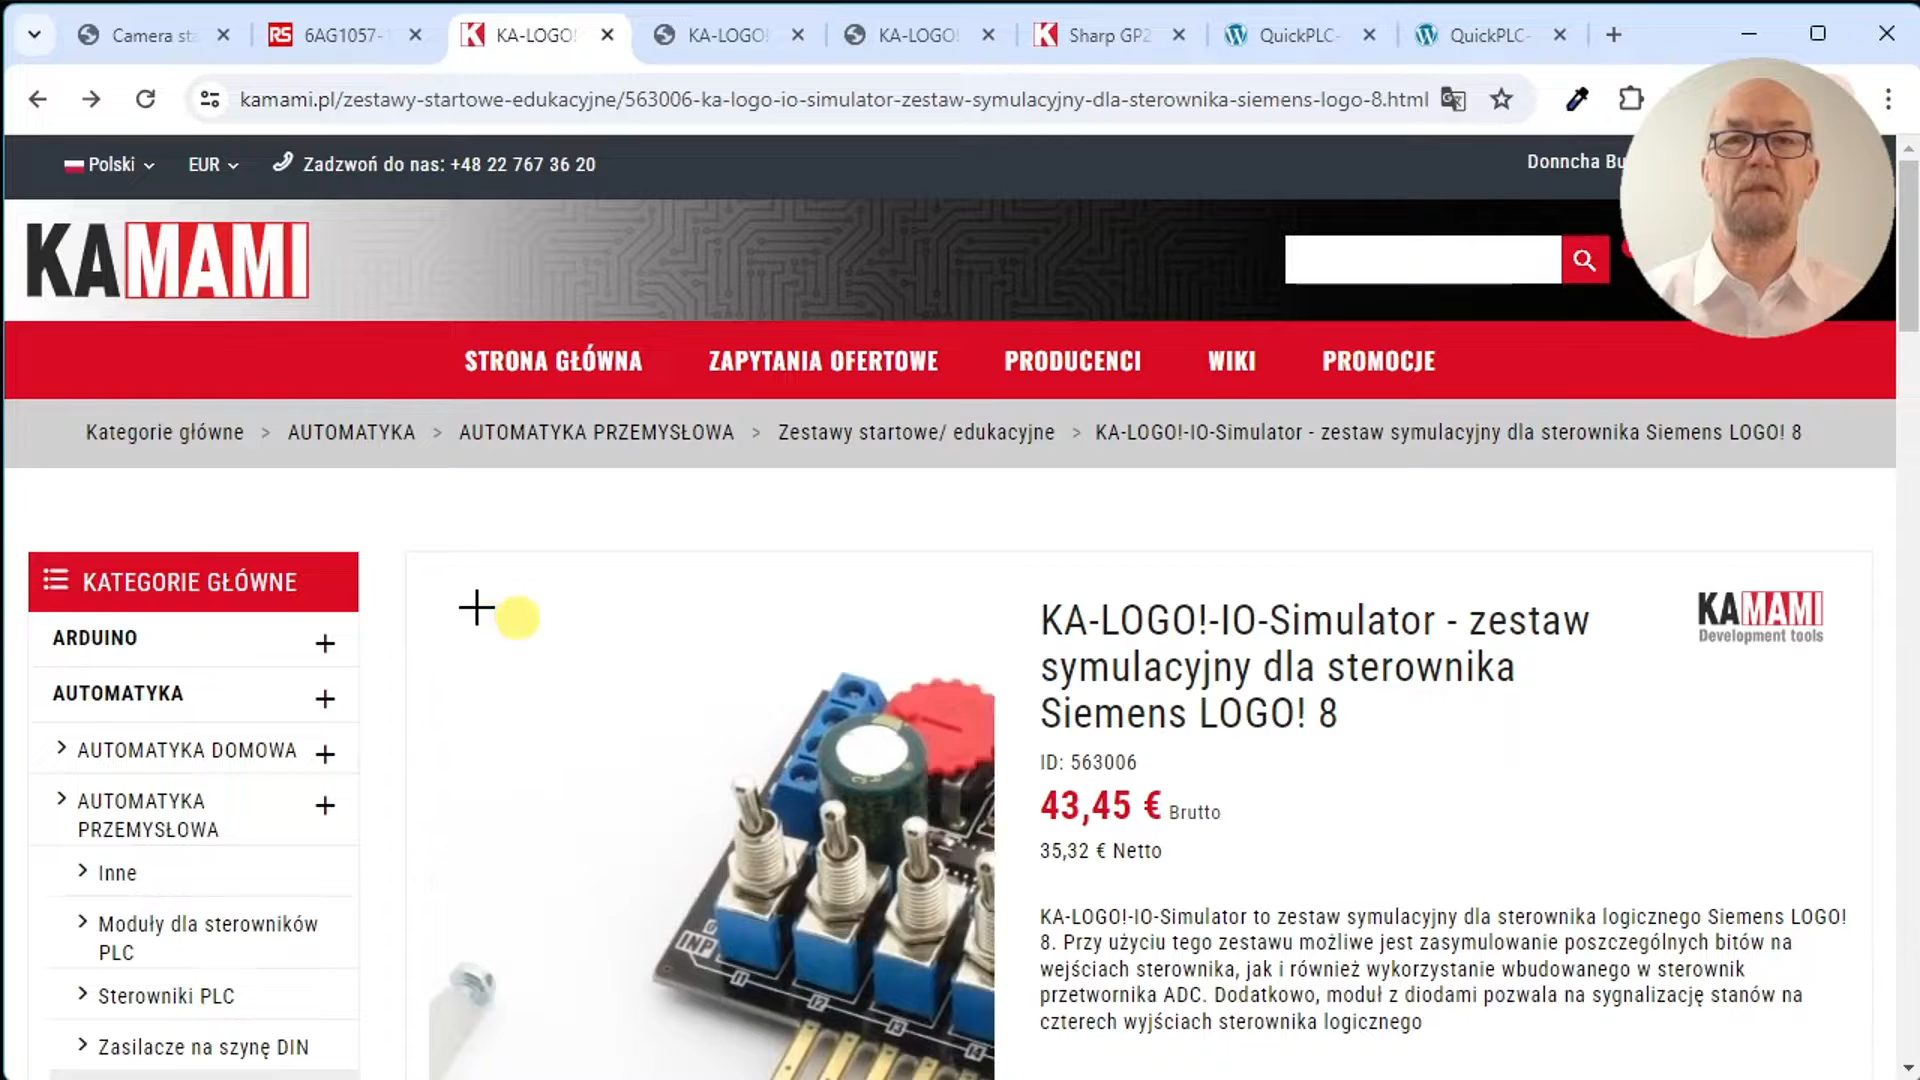 Camera sta
6AG1057-
KA-LOGO!
KA-LOGO!
KA-LOGO!
Sharp GP2
QuickPLC-
QuickPLC-
kamami.pl/zestawy-startowe-edukacyjne/563006-ka-logo-io-simulator-zestaw-symulacyjny-dla-sterownika-siemens-logo-8.html
Polski
EUR
Zadzwoń do nas: +48 22 767 36 20
Donncha Bu
KAMAMI
STRONA GŁÓWNA
ZAPYTANIA OFERTOWE
PRODUCENCI
WIKI
PROMOCJE
Kategorie główne > AUTOMATYKA > AUTOMATYKA PRZEMYSŁOWA > Zestawy startowe/ edukacyjne > KA-LOGO!-IO-Simulator - zestaw symulacyjny dla sterownika Siemens LOGO! 8
KATEGORIE GŁÓWNE
ARDUINO
AUTOMATYKA
AUTOMATYKA DOMOWA
AUTOMATYKA
PRZEMYSŁOWA
Inne
Moduły dla sterowników
PLC
Sterowniki PLC
Zasilacze na szynę DIN
INP
I1
I2
I3
I4
KA-LOGO!-IO-Simulator - zestaw
symulacyjny dla sterownika
Siemens LOGO! 8
KAMAMI
Development tools
ID: 563006
43,45 € Brutto
35,32 € Netto
KA-LOGO!-IO-Simulator to zestaw symulacyjny dla sterownika logicznego Siemens LOGO!
8. Przy użyciu tego zestawu możliwe jest zasymulowanie poszczególnych bitów na
wejściach sterownika, jak i również wykorzystanie wbudowanego w sterownik
przetwornika ADC. Dodatkowo, moduł z diodami pozwala na sygnalizację stanów na
czterech wyjściach sterownika logicznego